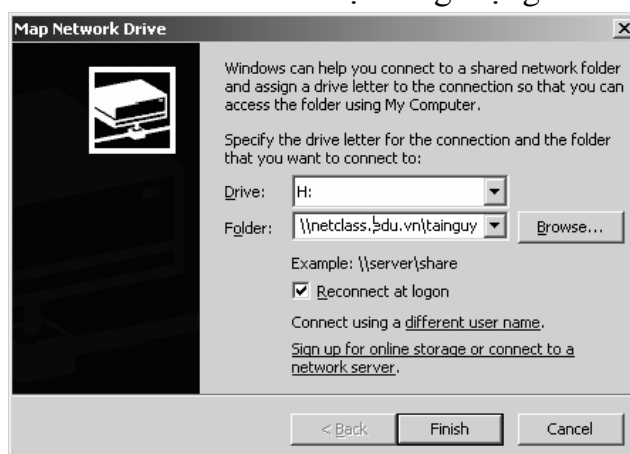 Map Network Drive
Windows can help you connect to a shared network folder
and assign a drive letter to the connection so that you can
access the folder using My Computer.
Specify the drive letter for the connection and the folder
that you want to connect to:
Drive: H:
Folder: \\netclass.edu.vn\tainguy Browse...
Example: \\server\share
Reconnect at logon
Connect using a different user name.
Sign up for online storage or connect to a
network server.
< Back Finish Cancel